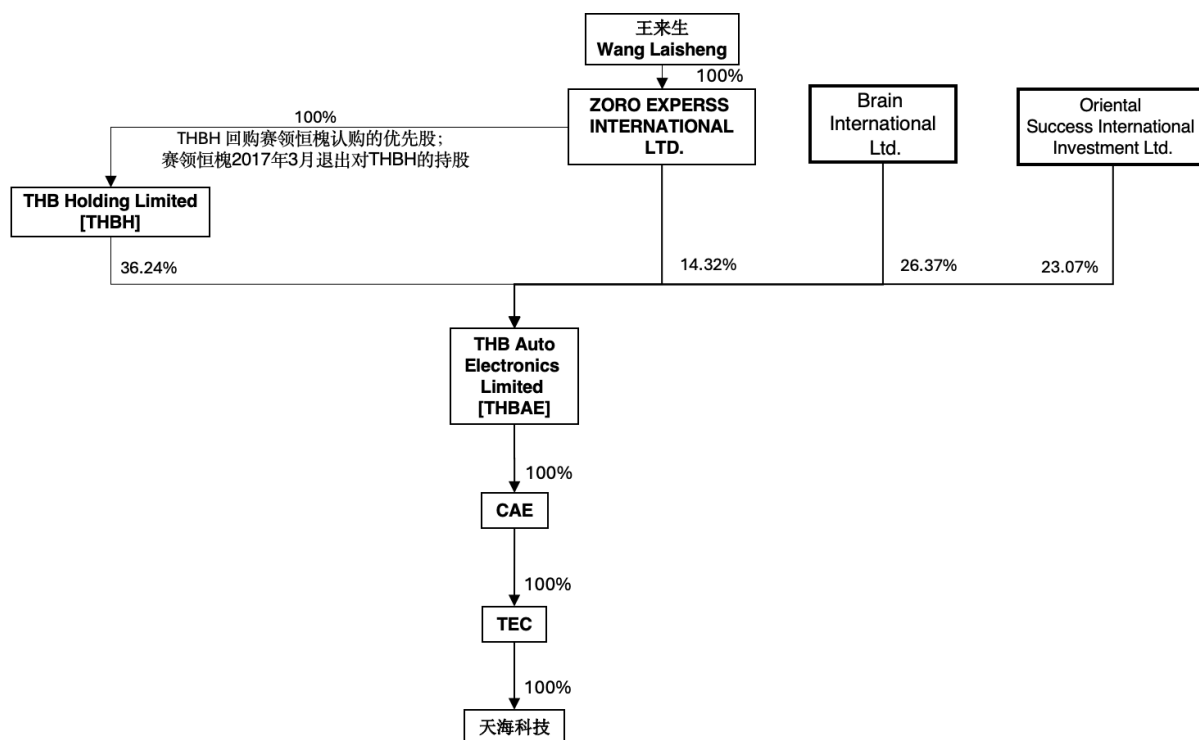 王来生
Wang Laisheng
100%
ZORO EXPERSS
INTERNATIONAL
LTD.
Brain
International
Ltd.
Oriental
Success International
Investment Ltd.
100%
THBH 回购赛领恒槐认购的优先股;
赛领恒槐2017年3月退出对THBH的持股
THB Holding Limited
[THBH]
36.24%
14.32%
26.37%
23.07%
THB Auto
Electronics
Limited
[THBAE]
100%
CAE
100%
TEC
100%
天海科技